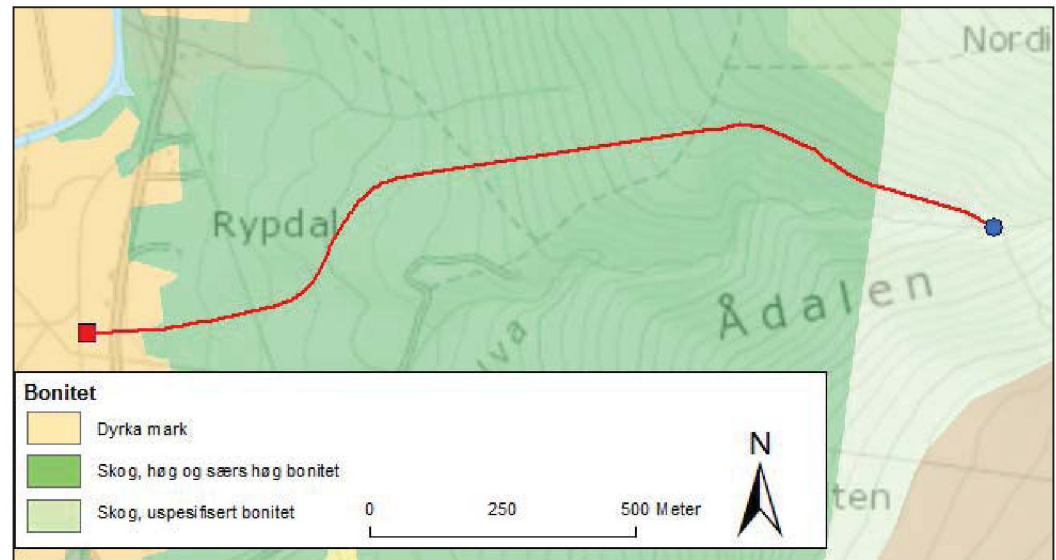 Nordi
Rypdal
Ådalen
lva
Bonitet
Dyrka mark
Skog, høg og særs høg bonitet
Skog, uspesifisert bonitet
0 250 500 Meter
N
ten